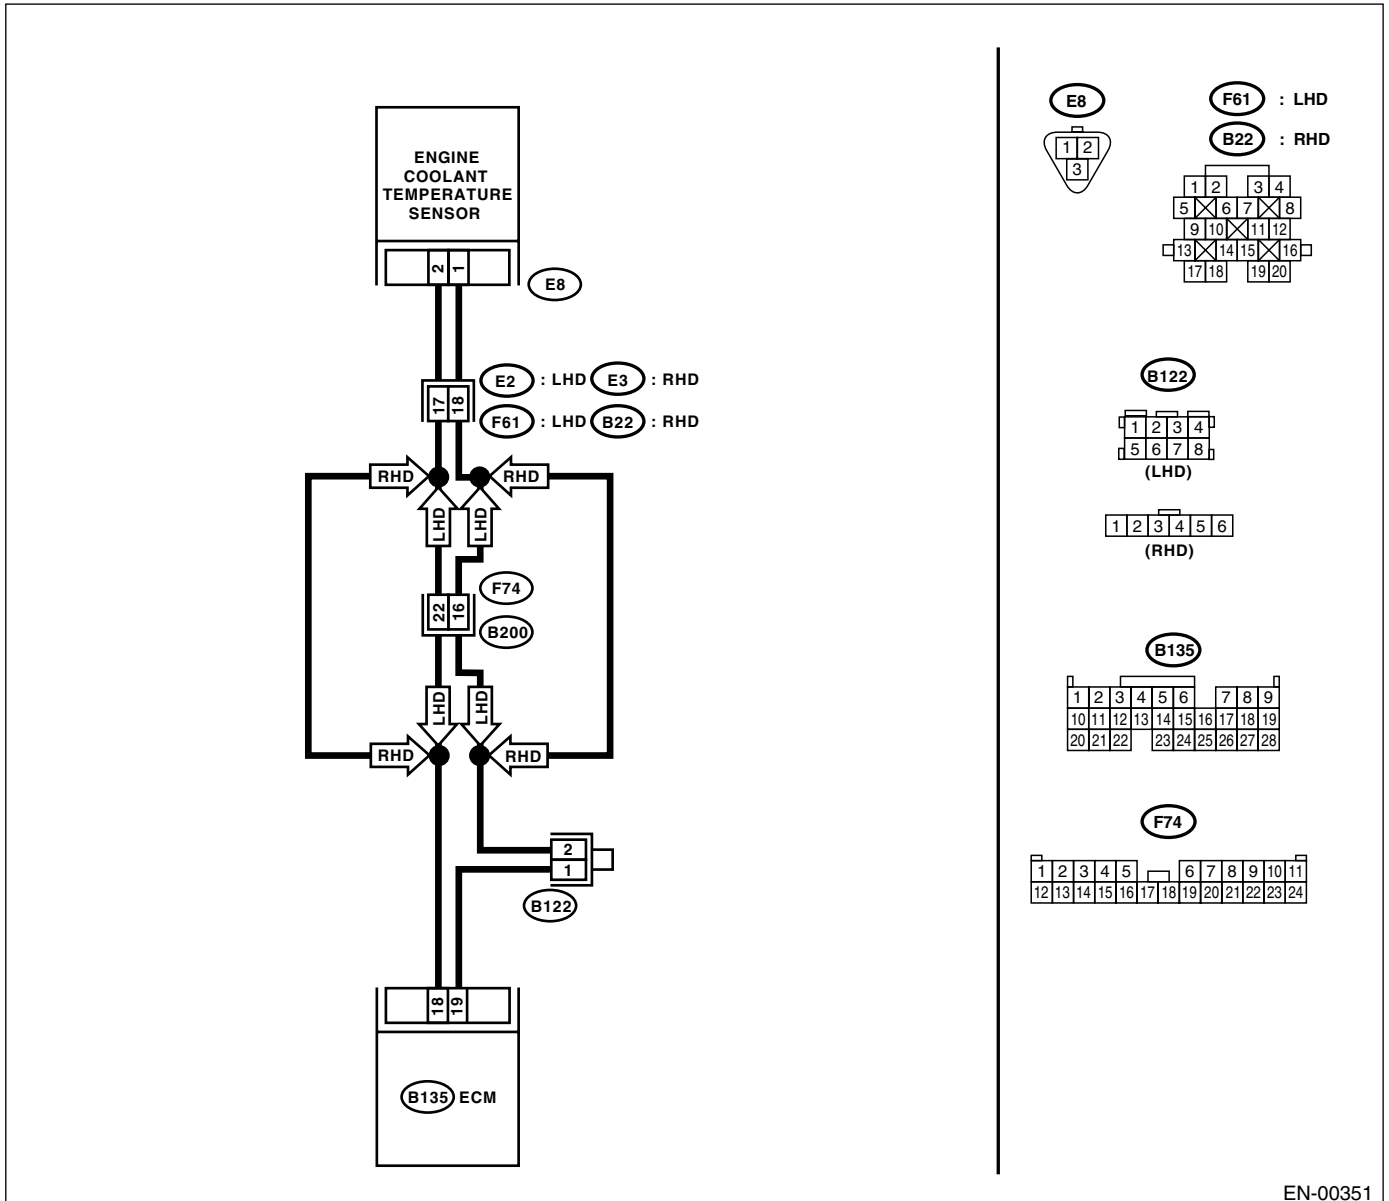 ENGINE
COOLANT
TEMPERATURE
SENSOR
2 1
E8
E2 : LHD E3 : RHD
17 18
F61 : LHD B22 : RHD
RHD RHD
LHD LHD
F74
22 16
B200
LHD LHD
RHD RHD
2
1
B122
18 19
B135 ECM
E8
1 2
3
F61 : LHD
B22 : RHD
1 2 3 4
5 6 7 8
9 10 11 12
13 14 15 16
17 18 19 20
B122
1 2 3 4
5 6 7 8
(LHD)
1 2 3 4 5 6
(RHD)
B135
1 2 3 4 5 6 7 8 9
10 11 12 13 14 15 16 17 18 19
20 21 22 23 24 25 26 27 28
F74
1 2 3 4 5 6 7 8 9 10 11
12 13 14 15 16 17 18 19 20 21 22 23 24
EN-00351